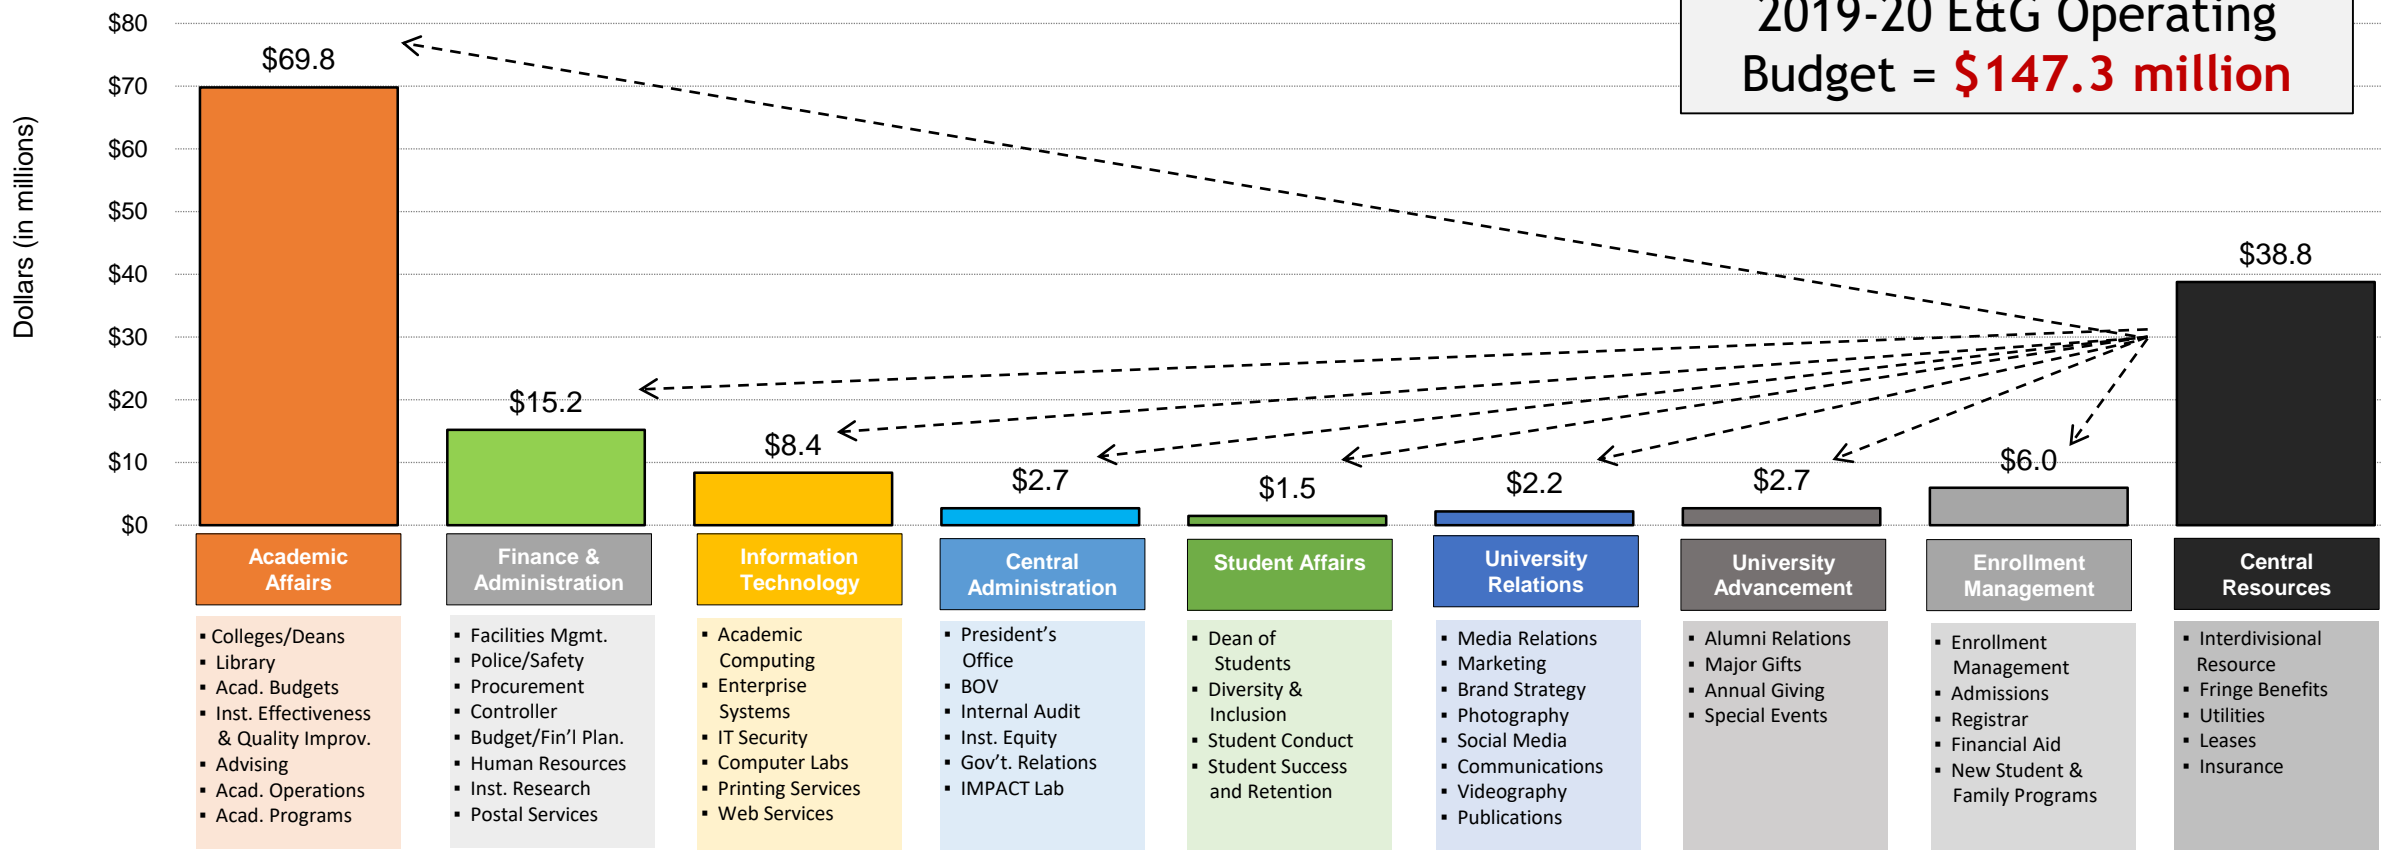 2019-20 E&G Operating
Budget = $147.3 million
Dollars (in millions)
$80
$70
$60
$50
$40
$30
$20
$10
$0
$69.8
$15.2
$8.4
$2.7
$1.5
$2.2
$2.7
$6.0
$38.8
Academic
Affairs
▪ Colleges/Deans
▪ Library
▪ Acad. Budgets
▪ Inst. Effectiveness
& Quality Improv.
▪ Advising
▪ Acad. Operations
▪ Acad. Programs
Finance &
Administration
▪ Facilities Mgmt.
▪ Police/Safety
▪ Procurement
▪ Controller
▪ Budget/Fin'l Plan.
▪ Human Resources
▪ Inst. Research
▪ Postal Services
Information
Technology
▪ Academic
Computing
▪ Enterprise
Systems
▪ IT Security
▪ Computer Labs
▪ Printing Services
▪ Web Services
Central
Administration
▪ President's
Office
▪ BOV
▪ Internal Audit
▪ Inst. Equity
▪ Gov't. Relations
▪ IMPACT Lab
Student Affairs
▪ Dean of
Students
▪ Diversity &
Inclusion
▪ Student Conduct
▪ Student Success
and Retention
University
Relations
▪ Media Relations
▪ Marketing
▪ Brand Strategy
▪ Photography
▪ Social Media
▪ Communications
▪ Videography
▪ Publications
University
Advancement
▪ Alumni Relations
▪ Major Gifts
▪ Annual Giving
▪ Special Events
Enrollment
Management
▪ Enrollment
Management
▪ Admissions
▪ Registrar
▪ Financial Aid
▪ New Student &
Family Programs
Central
Resources
▪ Interdivisional
Resource
▪ Fringe Benefits
▪ Utilities
▪ Leases
▪ Insurance